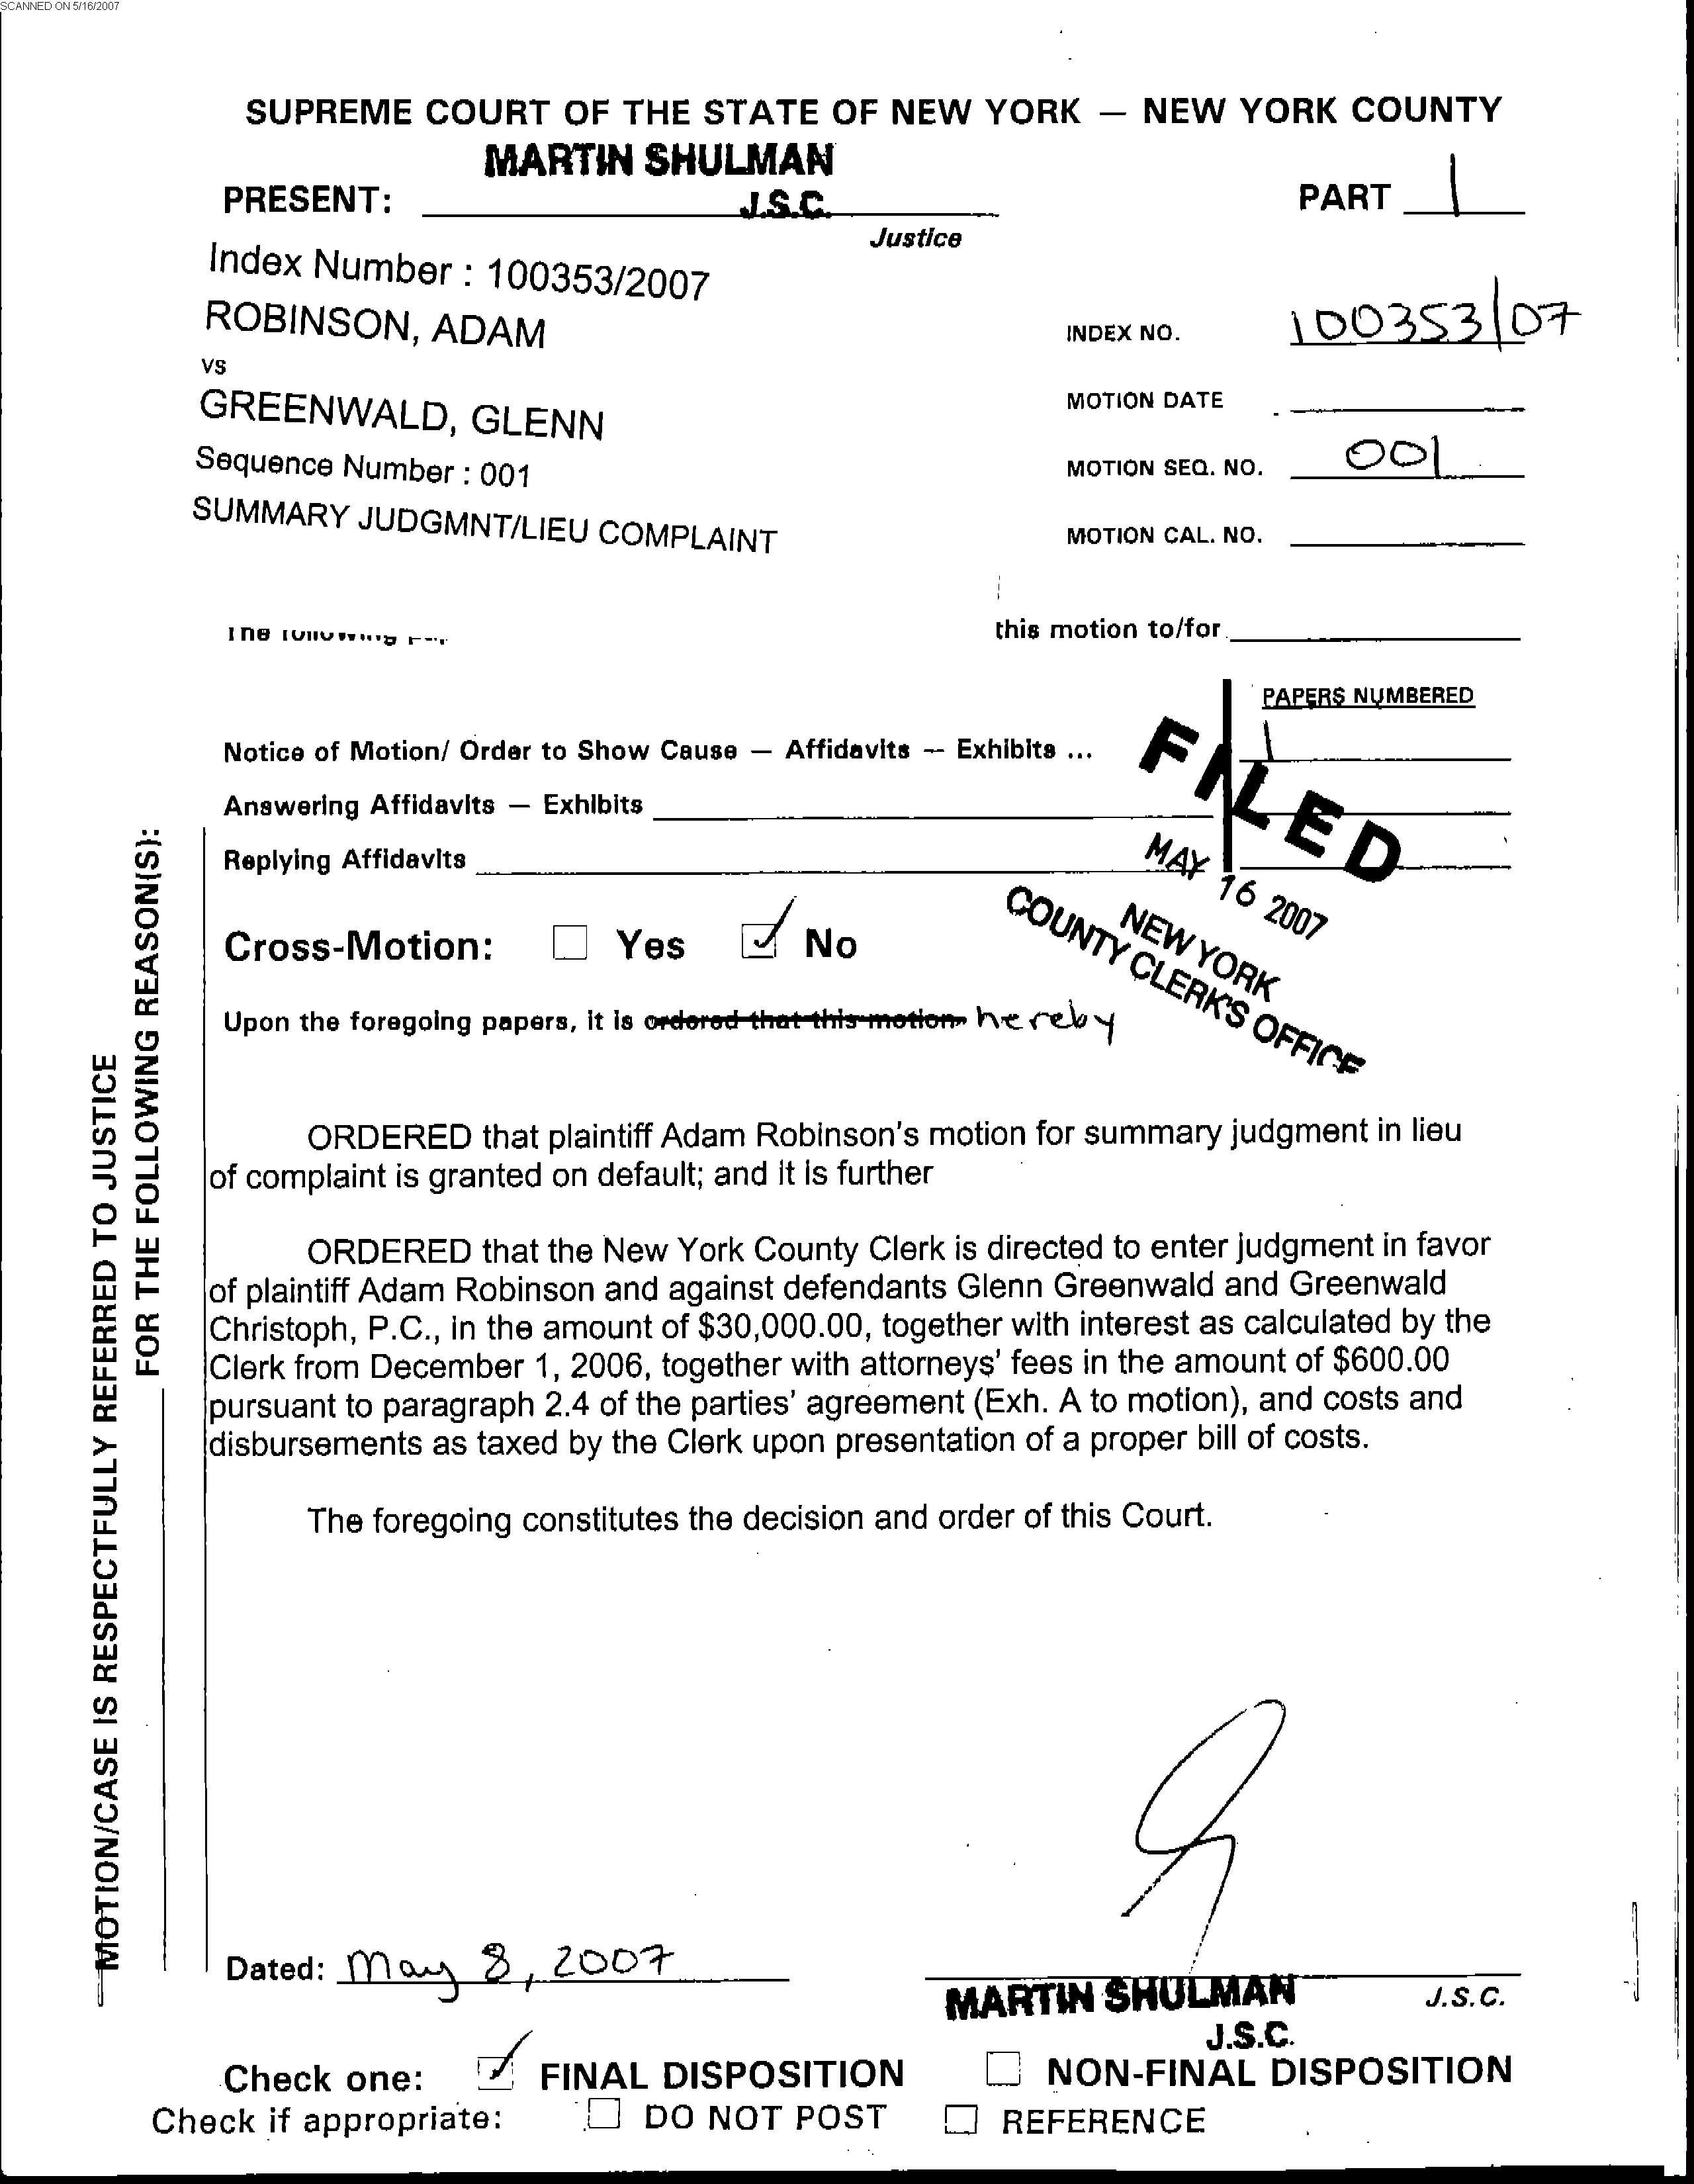 SCANNED ON 5/16/2007
SUPREME COURT OF THE STATE OF NEW YORK — NEW YORK COUNTY
MARTIN SHULMAN
PRESENT: J.S.C. PART 1
Justice
Index Number : 100353/2007
ROBINSON, ADAM
INDEX NO. 100353/07
vs
GREENWALD, GLENN
MOTION DATE
Sequence Number : 001
MOTION SEQ. NO. 001
SUMMARY JUDGMNT/LIEU COMPLAINT
MOTION CAL. NO.
The following this motion to/for
PAPERS NUMBERED
Notice of Motion/ Order to Show Cause — Affidavits — Exhibits ... 1
Answering Affidavits — Exhibits
Replying Affidavits
FILED
MAY 16 2007
NEW YORK
COUNTY CLERK'S OFFICE
Cross-Motion: ☐ Yes ☑ No
Upon the foregoing papers, it is ordered that this motion hereby
ORDERED that plaintiff Adam Robinson's motion for summary judgment in lieu
of complaint is granted on default; and it is further
ORDERED that the New York County Clerk is directed to enter judgment in favor
of plaintiff Adam Robinson and against defendants Glenn Greenwald and Greenwald
Christoph, P.C., in the amount of $30,000.00, together with interest as calculated by the
Clerk from December 1, 2006, together with attorneys' fees in the amount of $600.00
pursuant to paragraph 2.4 of the parties' agreement (Exh. A to motion), and costs and
disbursements as taxed by the Clerk upon presentation of a proper bill of costs.
The foregoing constitutes the decision and order of this Court.
MOTION/CASE IS RESPECTFULLY REFERRED TO JUSTICE
FOR THE FOLLOWING REASON(S):
Dated: May 8, 2007
MARTIN SHULMAN J.S.C.
J.S.C.
Check one: ☑ FINAL DISPOSITION ☐ NON-FINAL DISPOSITION
Check if appropriate: ☐ DO NOT POST ☐ REFERENCE